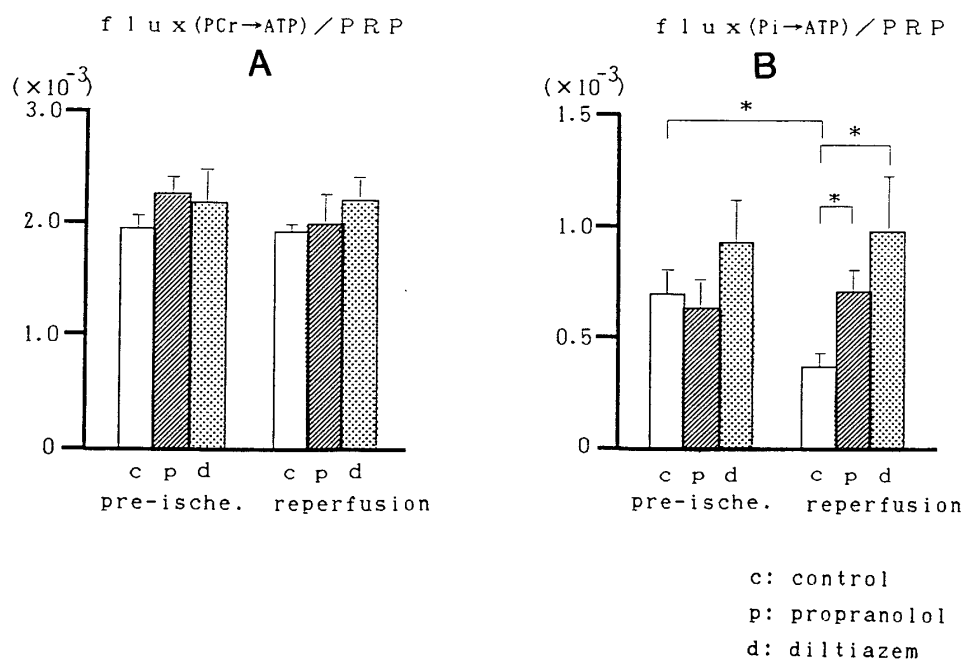 flux(PCr→ATP)/PRP
A
(×10⁻³)
3.0
2.0
1.0
0
c p d c p d
pre-ische. reperfusion
flux(Pi→ATP)/PRP
B
(×10⁻³)
1.5
1.0
0.5
0
* * *
c p d c p d
pre-ische. reperfusion
c: control
p: propranolol
d: diltiazem